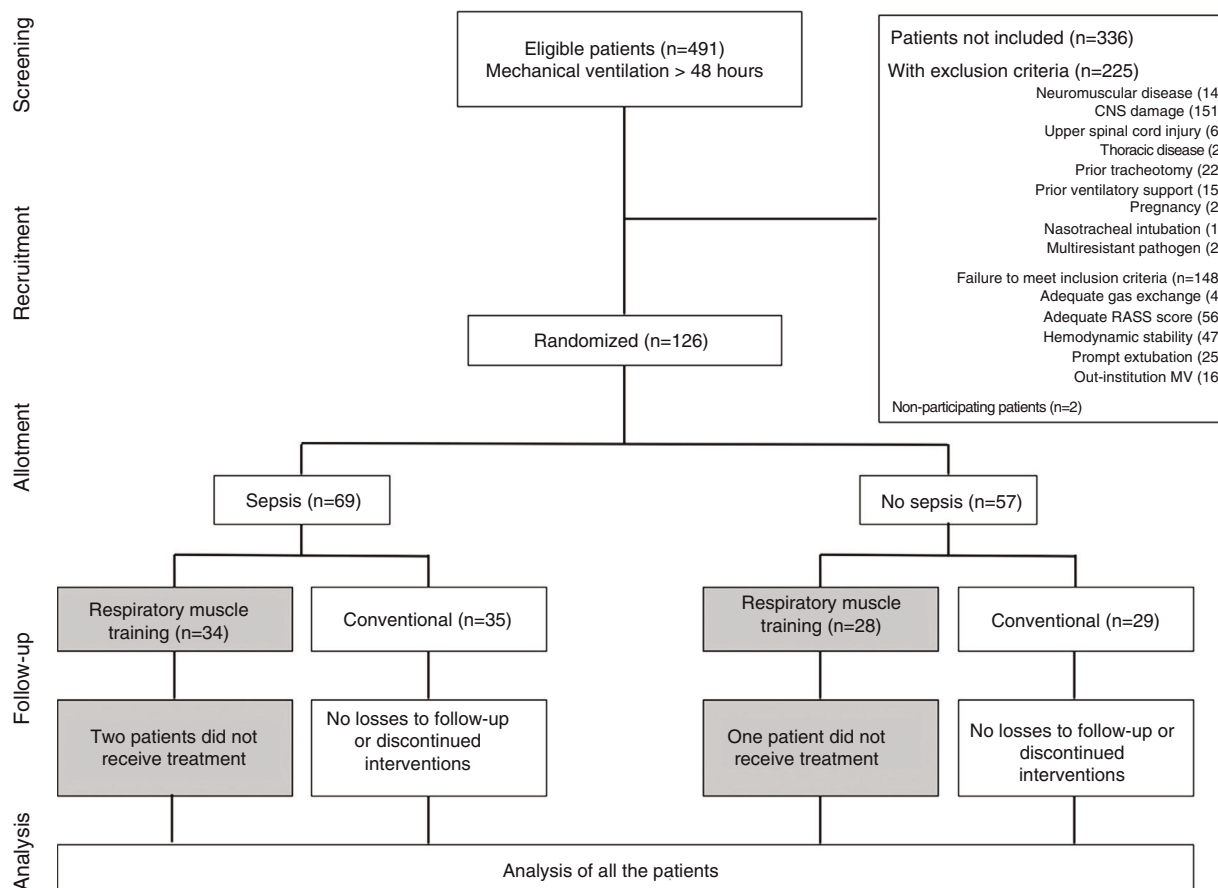 Screening
Eligible patients (n=491)
Mechanical ventilation > 48 hours
Patients not included (n=336)
With exclusion criteria (n=225)
Neuromuscular disease (14
CNS damage (151
Upper spinal cord injury (6
Thoracic disease (2
Prior tracheotomy (22
Prior ventilatory support (15
Pregnancy (2
Nasotracheal intubation (1
Multiresistant pathogen (2
Failure to meet inclusion criteria (n=148
Adequate gas exchange (4
Adequate RASS score (56
Hemodynamic stability (47
Prompt extubation (25
Out-institution MV (16
Non-participating patients (n=2)
Recruitment
Randomized (n=126)
Allotment
Sepsis (n=69)
No sepsis (n=57)
Follow-up
Respiratory muscle
training (n=34)
Conventional (n=35)
Respiratory muscle
training (n=28)
Conventional (n=29)
Two patients did not
receive treatment
No losses to follow-up
or discontinued
interventions
One patient did not
receive treatment
No losses to follow-up or
discontinued
interventions
Analysis
Analysis of all the patients